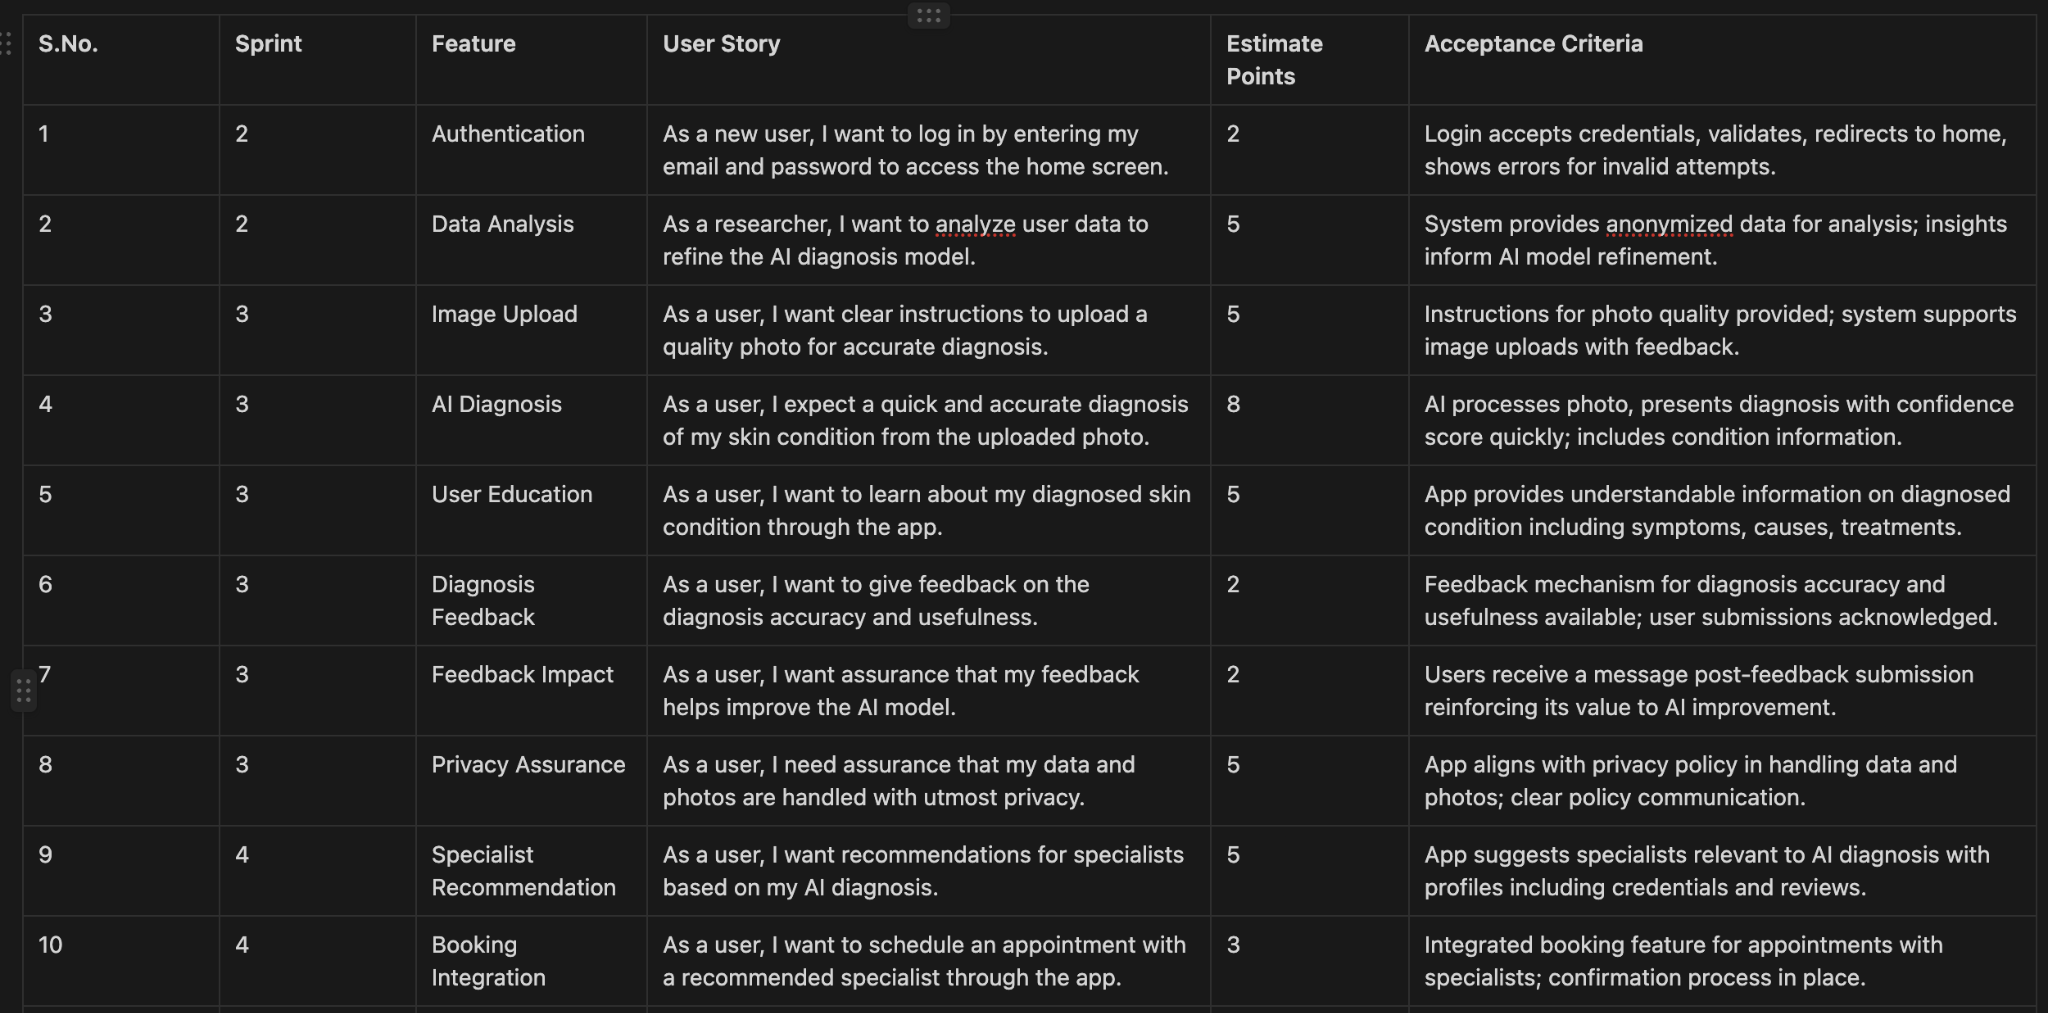 S.No.
Sprint
Feature
User Story
Estimate
Points
Acceptance Criteria
1
2
Authentication
As a new user, I want to log in by entering my
email and password to access the home screen.
2
Login accepts credentials, validates, redirects to home,
shows errors for invalid attempts.
2
2
Data Analysis
As a researcher, I want to analyze user data to
refine the AI diagnosis model.
5
System provides anonymized data for analysis; insights
inform AI model refinement.
3
3
Image Upload
As a user, I want clear instructions to upload a
quality photo for accurate diagnosis.
5
Instructions for photo quality provided; system supports
image uploads with feedback.
4
3
AI Diagnosis
As a user, I expect a quick and accurate diagnosis
of my skin condition from the uploaded photo.
8
AI processes photo, presents diagnosis with confidence
score quickly; includes condition information.
5
3
User Education
As a user, I want to learn about my diagnosed skin
condition through the app.
5
App provides understandable information on diagnosed
condition including symptoms, causes, treatments.
6
3
Diagnosis
Feedback
As a user, I want to give feedback on the
diagnosis accuracy and usefulness.
2
Feedback mechanism for diagnosis accuracy and
usefulness available; user submissions acknowledged.
7
3
Feedback Impact
As a user, I want assurance that my feedback
helps improve the AI model.
2
Users receive a message post-feedback submission
reinforcing its value to AI improvement.
8
3
Privacy Assurance
As a user, I need assurance that my data and
photos are handled with utmost privacy.
5
App aligns with privacy policy in handling data and
photos; clear policy communication.
9
4
Specialist
Recommendation
As a user, I want recommendations for specialists
based on my AI diagnosis.
5
App suggests specialists relevant to AI diagnosis with
profiles including credentials and reviews.
10
4
Booking
Integration
As a user, I want to schedule an appointment with
a recommended specialist through the app.
3
Integrated booking feature for appointments with
specialists; confirmation process in place.